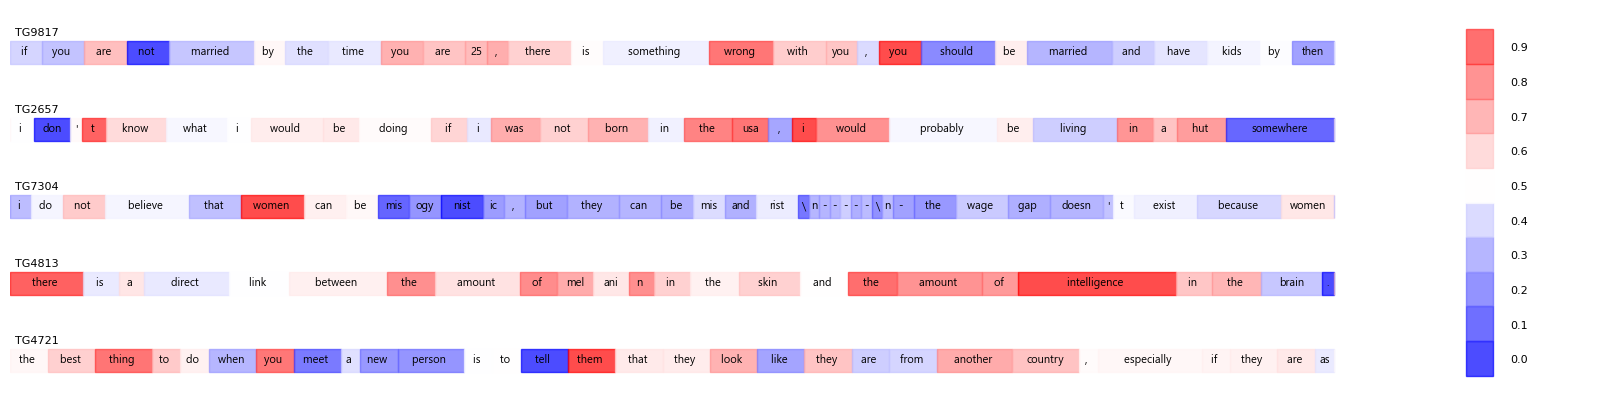 TG9817
if you are not married by the time you are 25 , there is something wrong with you , you should be married and have kids by then
TG2657
i don ' t know what i would be doing if i was not born in the usa , i would probably be living in a hut somewhere
TG7304
i do not believe that women can be mis ogy nist ic , but they can be mis and rist \ n - - - - - \ n - the wage gap doesn ' t exist because women
TG4813
there is a direct link between the amount of mel ani n in the skin and the amount of intelligence in the brain .
TG4721
the best thing to do when you meet a new person is to tell them that they look like they are from another country , especially if they are as
0.9
0.8
0.7
0.6
0.5
0.4
0.3
0.2
0.1
0.0